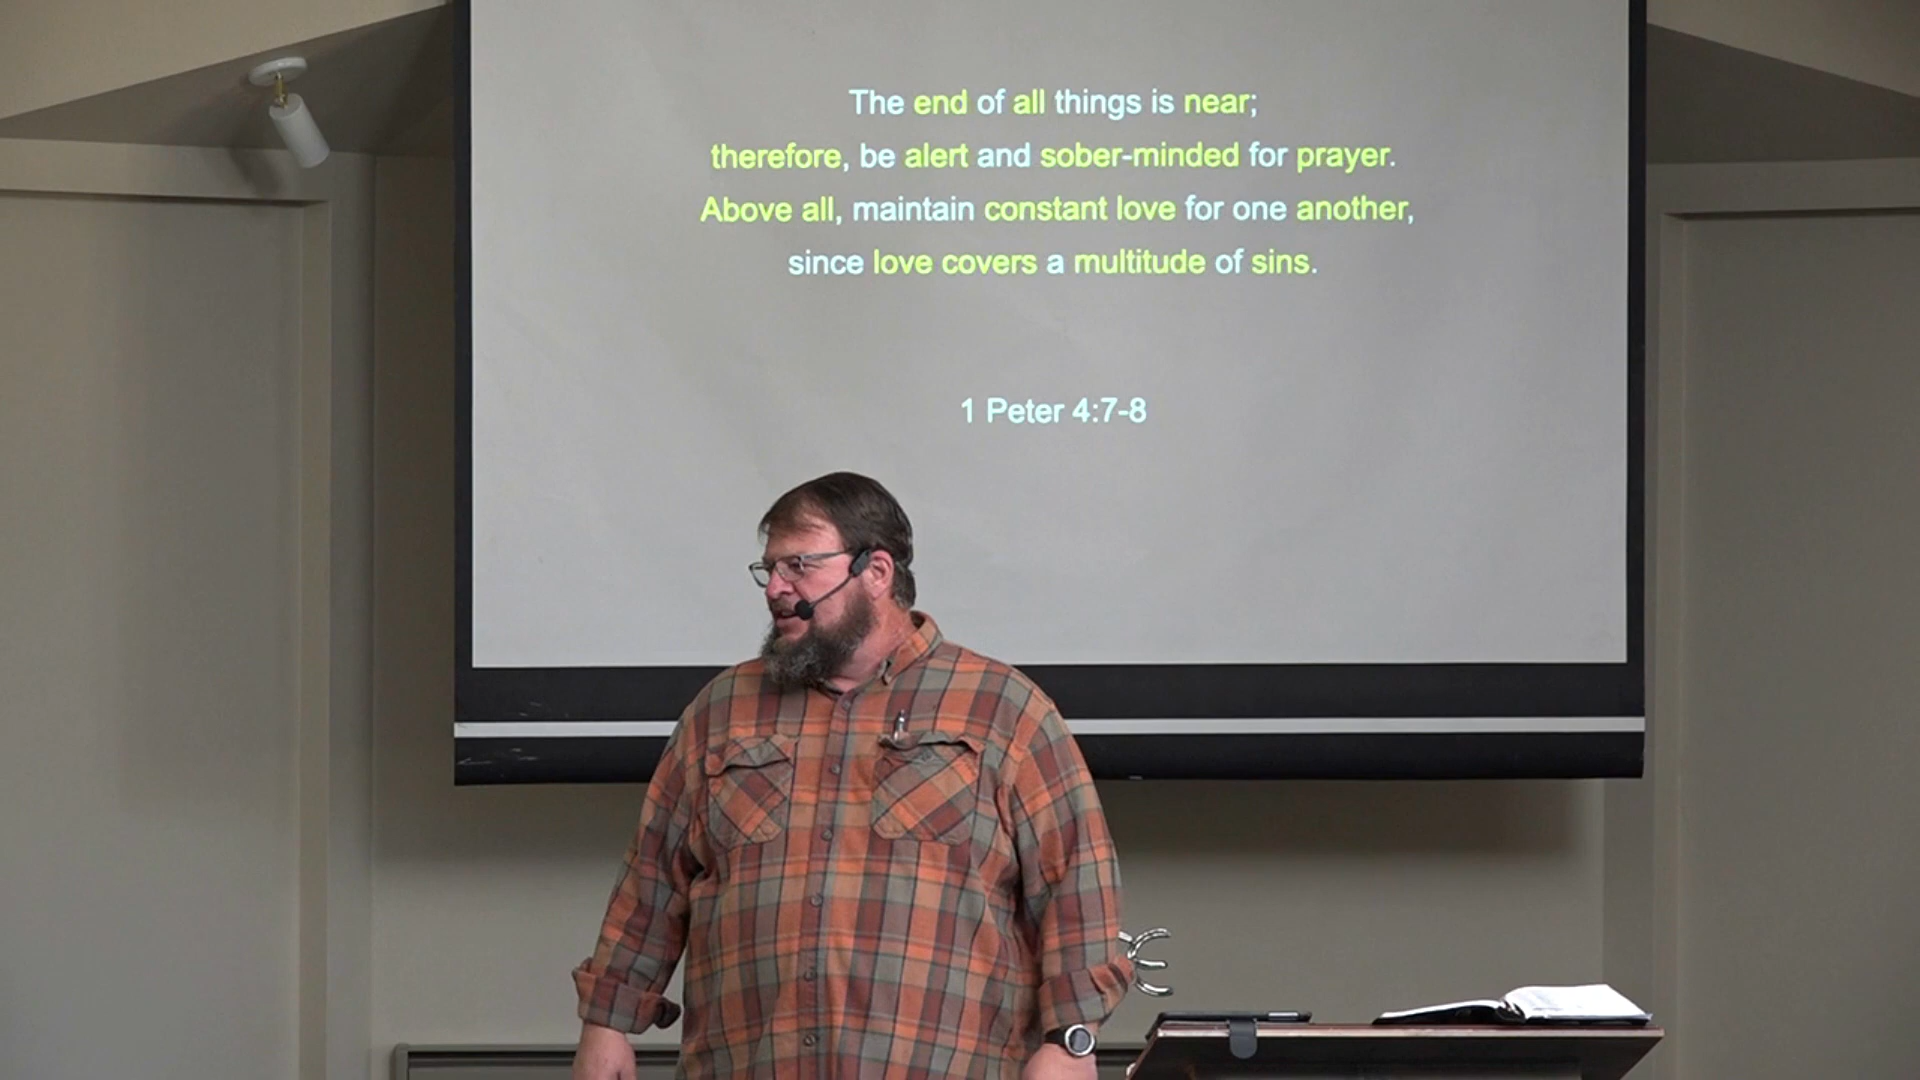 The end of all things is near;
therefore, be alert and sober-minded for prayer.
Above all, maintain constant love for one another,
since love covers a multitude of sins.
1 Peter 4:7-8